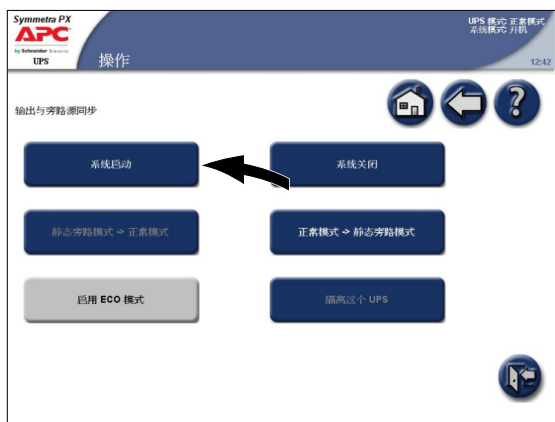 Symmetra PX
APC
by Schneider Electric
UPS
操作
UPS 模式 正常模式
系统模式 开机
12:42
输出与旁路源同步
系统启动
系统关闭
静态旁路模式 -> 正常模式
正常模式 -> 静态旁路模式
启用 ECO 模式
隔离这个 UPS